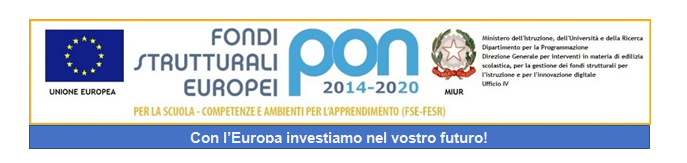 FONDI
STRUTTURALI
EUROPEI
pon
2014-2020
UNIONE EUROPEA
MIUR
Ministero dell'Istruzione, dell'Università e della Ricerca
Dipartimento per la Programmazione
Direzione Generale per interventi in materia di edilizia
scolastica, per la gestione dei fondi strutturali per
l'istruzione e per l'innovazione digitale
Ufficio IV
PER LA SCUOLA - COMPETENZE E AMBIENTI PER L'APPRENDIMENTO (FSE-FESR)
Con l'Europa investiamo nel vostro futuro!